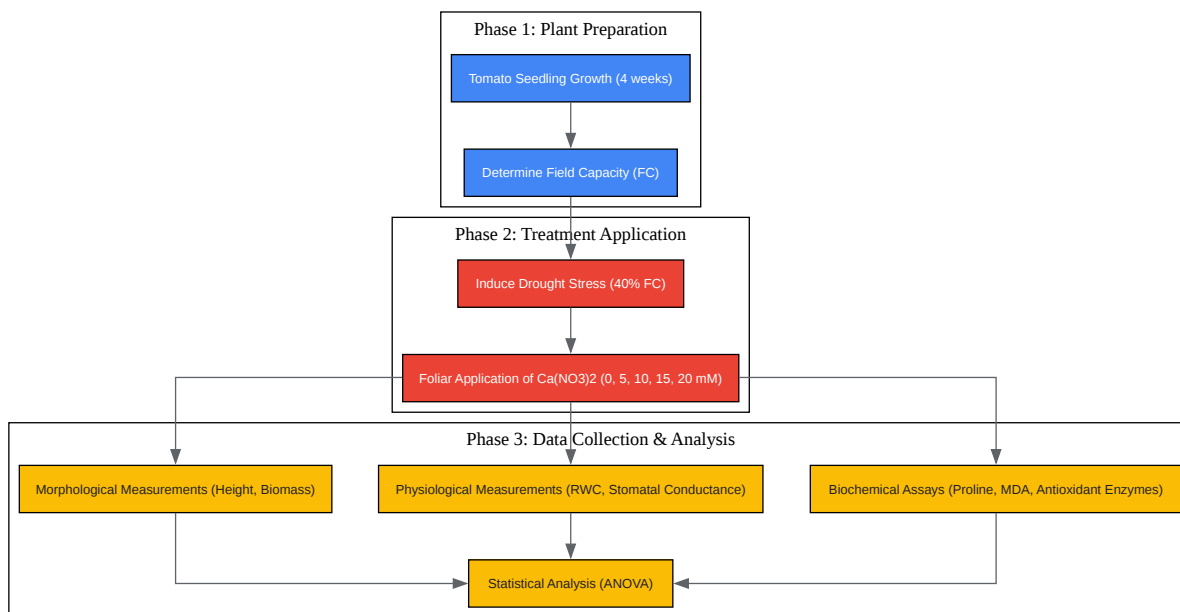 Phase 1: Plant Preparation
Tomato Seedling Growth (4 weeks)
Determine Field Capacity (FC)
Phase 2: Treatment Application
Induce Drought Stress (40% FC)
Foliar Application of Ca(NO3)2 (0, 5, 10, 15, 20 mM)
Phase 3: Data Collection & Analysis
Morphological Measurements (Height, Biomass)
Physiological Measurements (RWC, Stomatal Conductance)
Biochemical Assays (Proline, MDA, Antioxidant Enzymes)
Statistical Analysis (ANOVA)